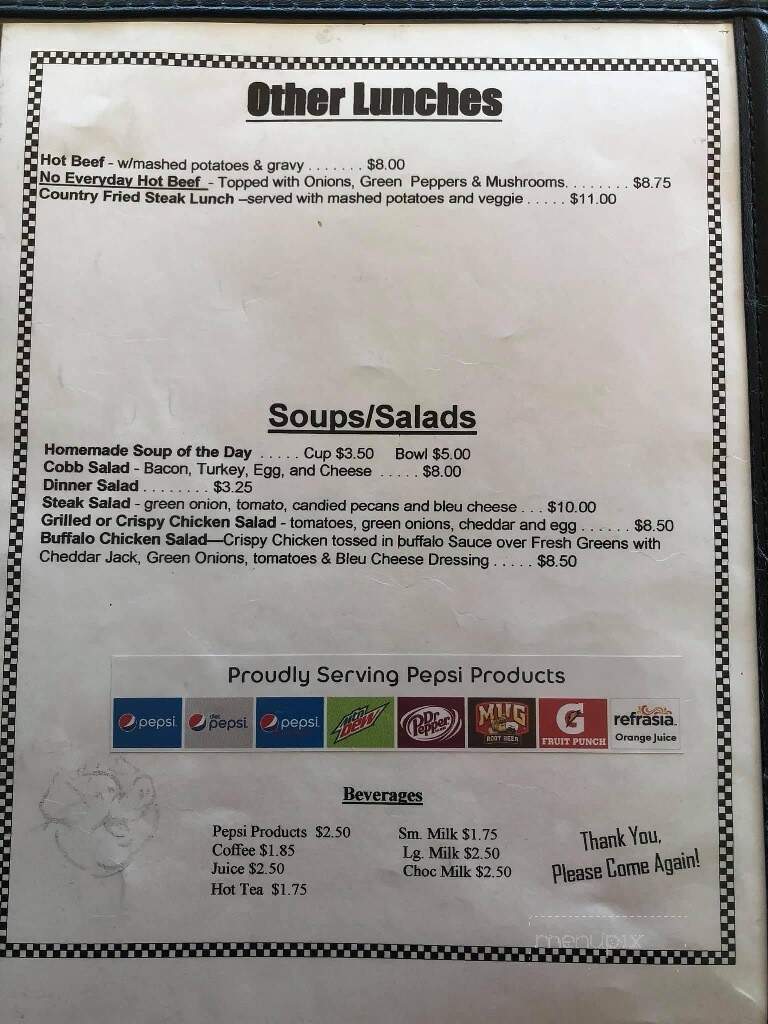 Other Lunches
Hot Beef - w/mashed potatoes & gravy . . . . . . . $8.00
No Everyday Hot Beef - Topped with Onions, Green Peppers & Mushrooms. . . . . . . . $8.75
Country Fried Steak Lunch –served with mashed potatoes and veggie . . . . . $11.00
Soups/Salads
Homemade Soup of the Day . . . . . Cup $3.50 Bowl $5.00
Cobb Salad - Bacon, Turkey, Egg, and Cheese . . . . . $8.00
Dinner Salad . . . . . . . . $3.25
Steak Salad - green onion, tomato, candied pecans and bleu cheese . . . $10.00
Grilled or Crispy Chicken Salad - tomatoes, green onions, cheddar and egg . . . . . . $8.50
Buffalo Chicken Salad—Crispy Chicken tossed in buffalo Sauce over Fresh Greens with
Cheddar Jack, Green Onions, tomatoes & Bleu Cheese Dressing . . . . . $8.50
Proudly Serving Pepsi Products
pepsi. diet pepsi. pepsi. mtn dew Dr Pepper MUG ROOT BEER G FRUIT PUNCH refrasia. Orange Juice
Beverages
Pepsi Products $2.50
Coffee $1.85
Juice $2.50
Hot Tea $1.75
Sm. Milk $1.75
Lg. Milk $2.50
Choc Milk $2.50
Thank You,
Please Come Again!
menupix